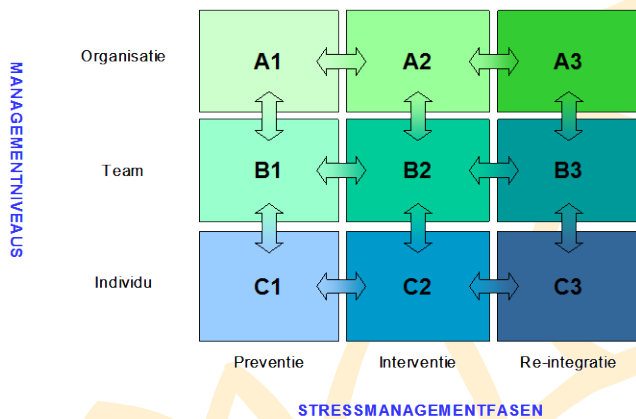 MANAGEMENTNIVEAUS
Organisatie
A1
A2
A3
Team
B1
B2
B3
Individu
C1
C2
C3
Preventie
Interventie
Re-integratie
STRESSMANAGEMENTFASEN